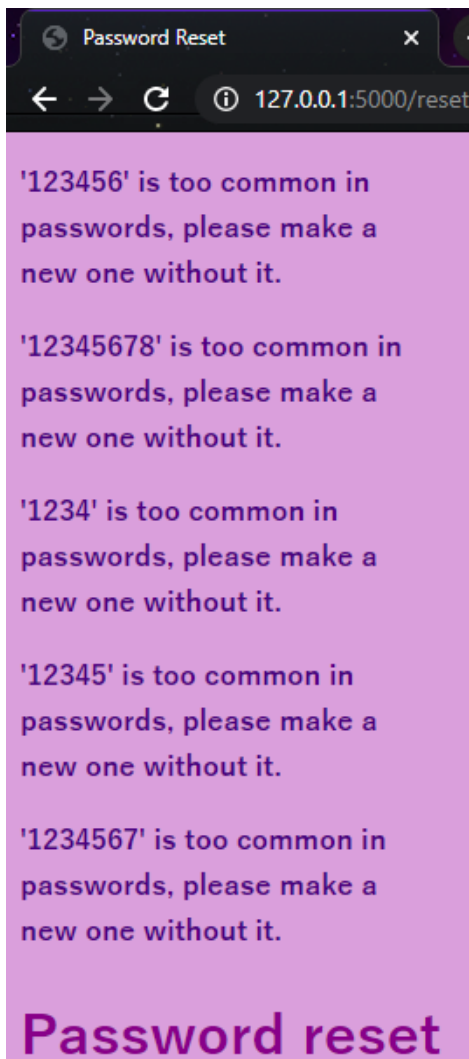 Password Reset
127.0.0.1:5000/reset
'123456' is too common in
passwords, please make a
new one without it.
'12345678' is too common in
passwords, please make a
new one without it.
'1234' is too common in
passwords, please make a
new one without it.
'12345' is too common in
passwords, please make a
new one without it.
'1234567' is too common in
passwords, please make a
new one without it.
Password reset